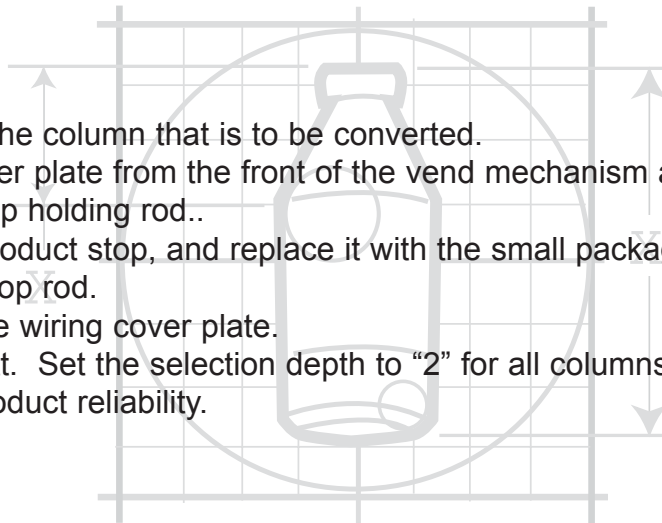 he column that is to be converted.
er plate from the front of the vend mechanism a
p holding rod..
oduct stop, and replace it with the small packa
op rod.
e wiring cover plate.
t.  Set the selection depth to “2” for all columns
oduct reliability.
X
X